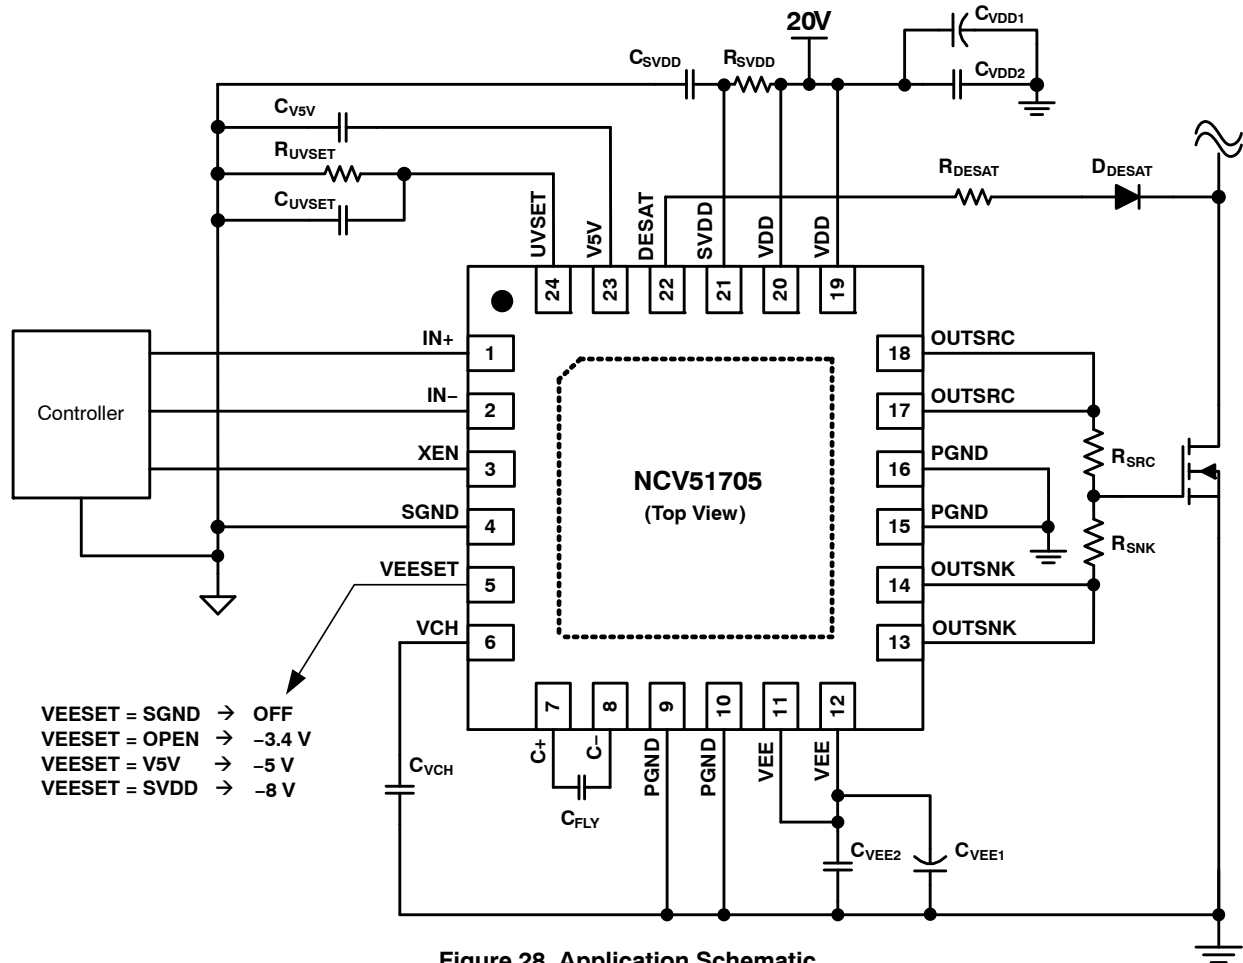 20V
CVDD1
CSVDD
RSVDD
CVDD2
CV5V
RUVSET
CUVSET
RDESAT
DDESAT
UVSET
V5V
DESAT
SVDD
VDD
VDD
24
23
22
21
20
19
Controller
IN+
1
IN−
2
XEN
3
SGND
4
VEESET
5
VCH
6
NCV51705
(Top View)
18
OUTSRC
17
OUTSRC
16
PGND
15
PGND
14
OUTSNK
13
OUTSNK
RSRC
RSNK
7
8
9
10
11
12
C+
C−
PGND
PGND
VEE
VEE
VEESET = SGND → OFF
VEESET = OPEN → −3.4 V
VEESET = V5V → −5 V
VEESET = SVDD → −8 V
CVCH
CFLY
CVEE2
CVEE1
Figure 28. Application Schematic